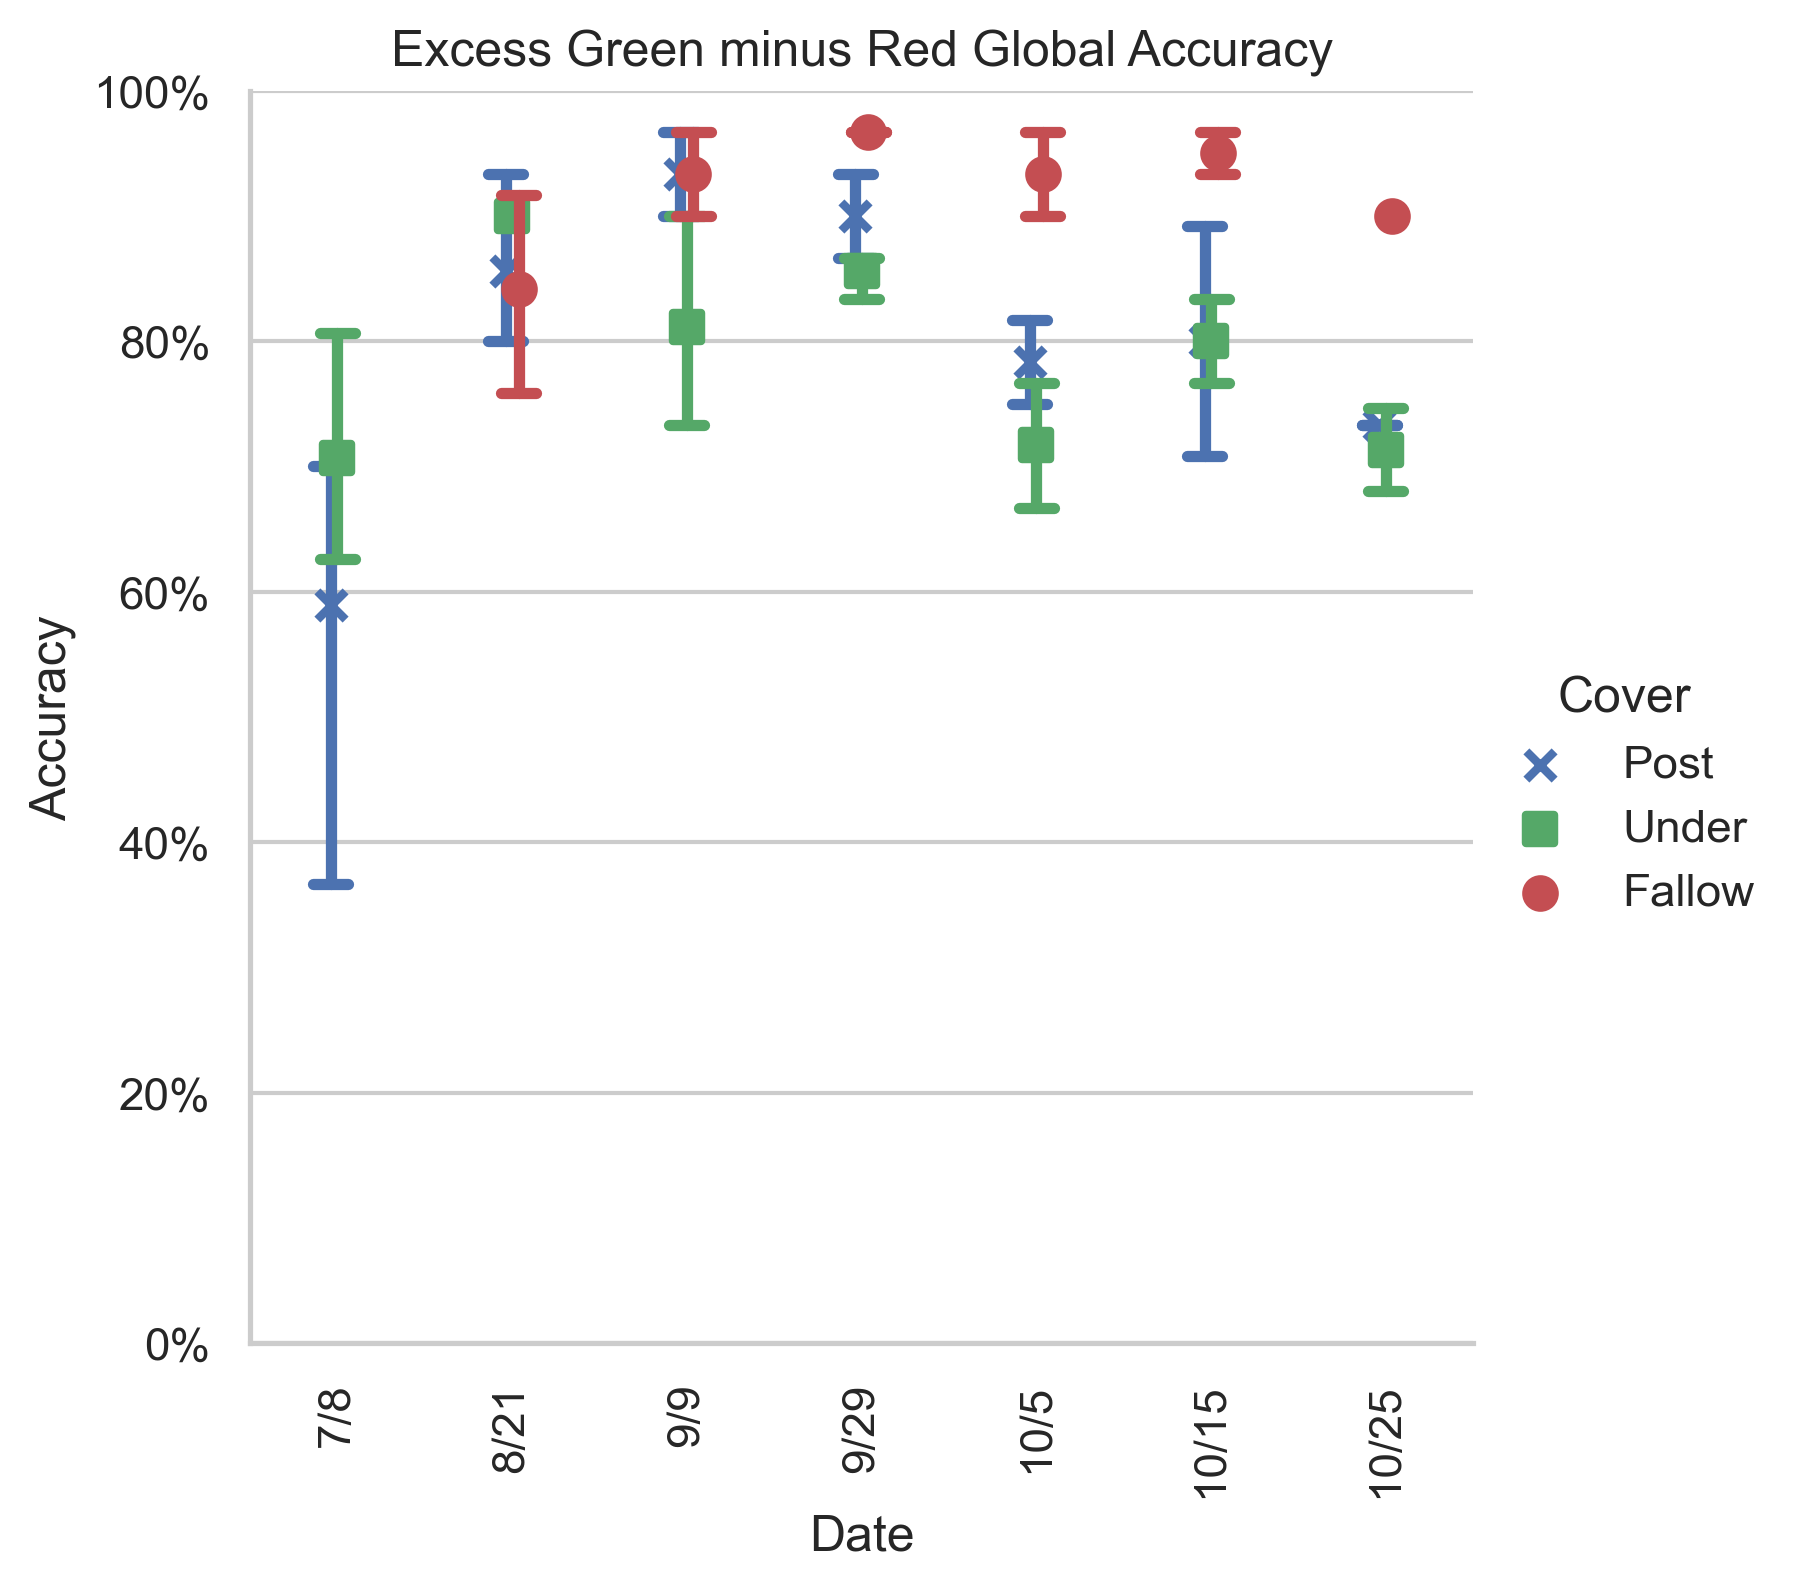 Excess Green minus Red Global Accuracy
100%
80%
60%
40%
20%
0%
Accuracy
7/8
8/21
9/9
9/29
10/5
10/15
10/25
Date
Cover
Post
Under
Fallow